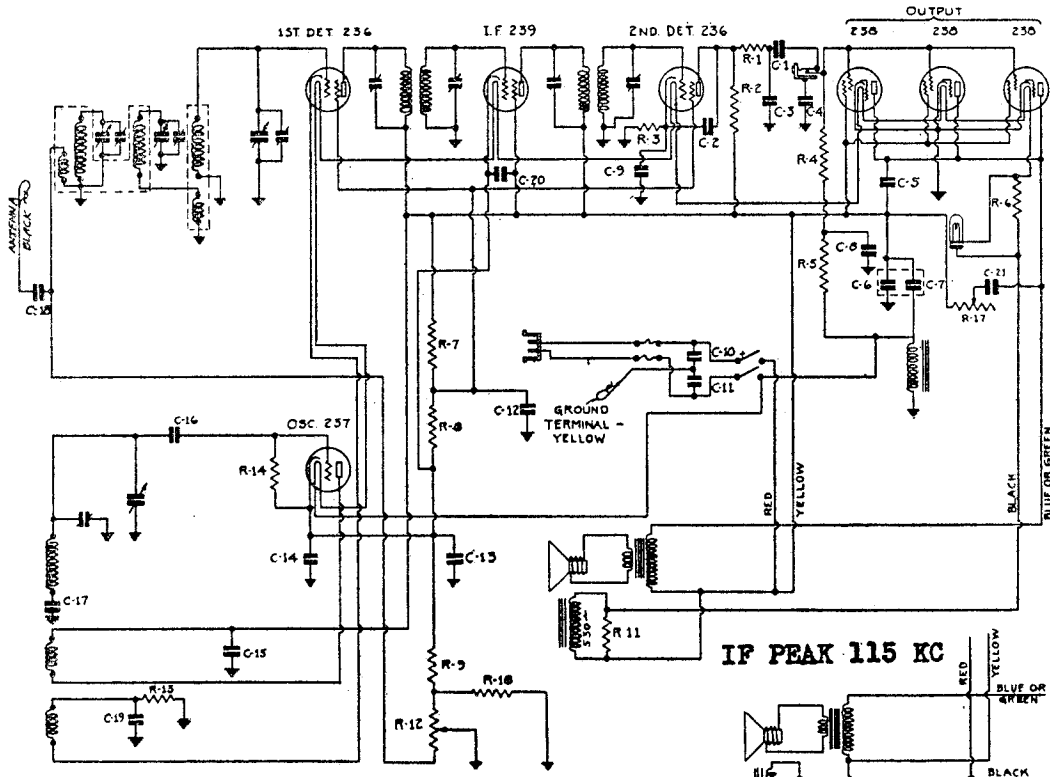 OUTPUT
1ST. DET. 236
I.F 239
2ND. DET. 236
238
238
238
R-1
C-1
R-2
C-3
C-4
R-3
C-2
R-4
C-9
C-20
C-5
R-6
ANTENNA
BLACK
C-18
C-8
R-5
C-6
C-7
C-21
R-17
R-7
C-10
+
C-11
C-12
GROUND
TERMINAL -
YELLOW
R-8
C-16
OSC. 237
R-14
RED
YELLOW
BLACK
BLUE OR GREEN
C-14
C-13
C-17
530
R 11
C-15
IF PEAK 115 KC
R-9
R-15
R-18
C-19
R-12
RED
YELLOW
BLUE OR
GREEN
BLACK